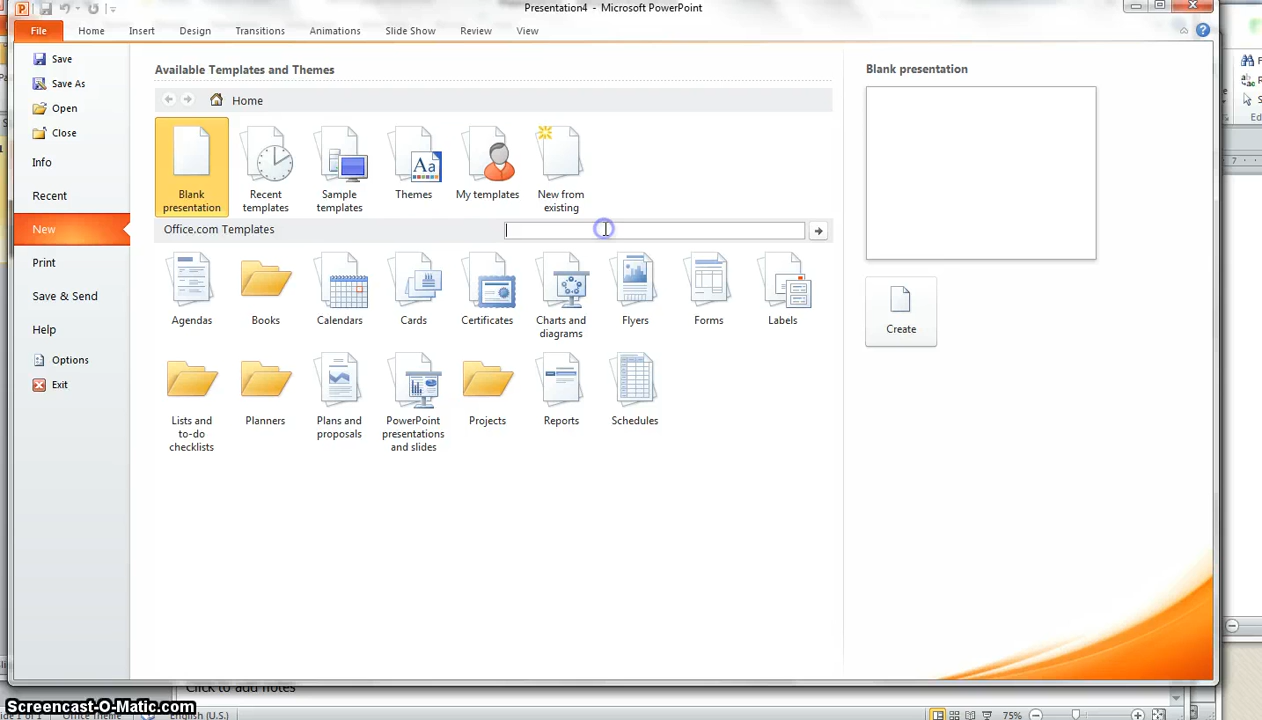 Presentation4 - Microsoft PowerPoint
File Home Insert Design Transitions Animations Slide Show Review View
Save
Save As
Open
Close
Info
Recent
New
Print
Save & Send
Help
Options
Exit
Available Templates and Themes
Home
Blank presentation
Recent templates
Sample templates
Themes
My templates
New from existing
Office.com Templates
Agendas
Books
Calendars
Cards
Certificates
Charts and diagrams
Flyers
Forms
Labels
Lists and to-do checklists
Planners
Plans and proposals
PowerPoint presentations and slides
Projects
Reports
Schedules
Blank presentation
Create
Click to add notes
English (U.S.)
75%
Screencast-O-Matic.com